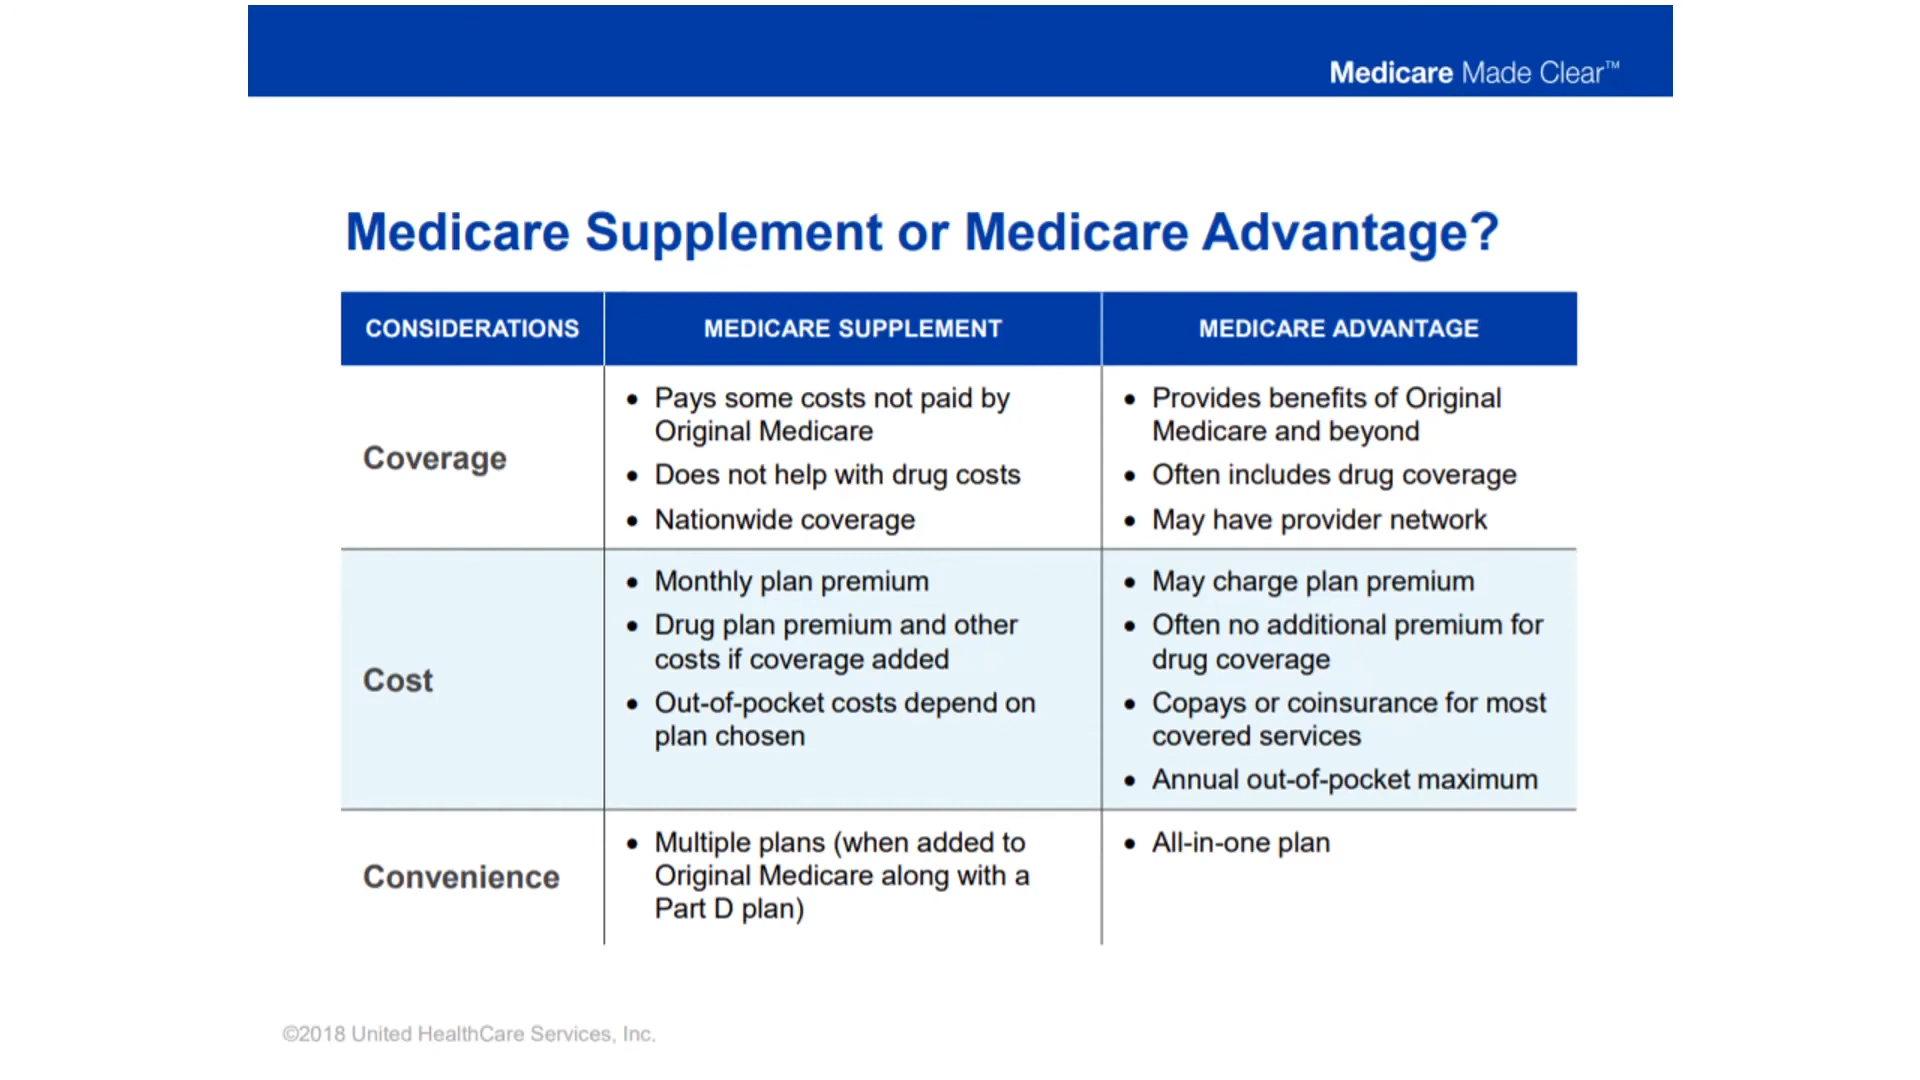 Medicare Made Clear™
Medicare Supplement or Medicare Advantage?
CONSIDERATIONS
MEDICARE SUPPLEMENT
MEDICARE ADVANTAGE
Coverage
• Pays some costs not paid by
Original Medicare
• Does not help with drug costs
• Nationwide coverage
• Provides benefits of Original
Medicare and beyond
• Often includes drug coverage
• May have provider network
Cost
• Monthly plan premium
• Drug plan premium and other
costs if coverage added
• Out-of-pocket costs depend on
plan chosen
• May charge plan premium
• Often no additional premium for
drug coverage
• Copays or coinsurance for most
covered services
• Annual out-of-pocket maximum
Convenience
• Multiple plans (when added to
Original Medicare along with a
Part D plan)
• All-in-one plan
©2018 United HealthCare Services, Inc.